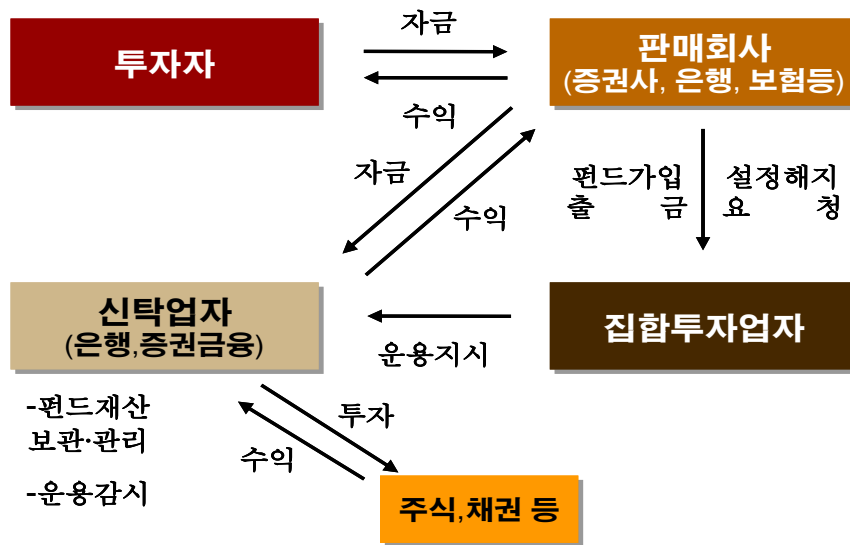 자금
투자자
판매회사
(증권사, 은행, 보험등)
수익
자금
수익
펀드가입 설정해지
출 금 요 청
신탁업자
(은행,증권금융)
집합투자업자
운용지시
-펀드재산
보관·관리
투자
수익
-운용감시
주식,채권 등